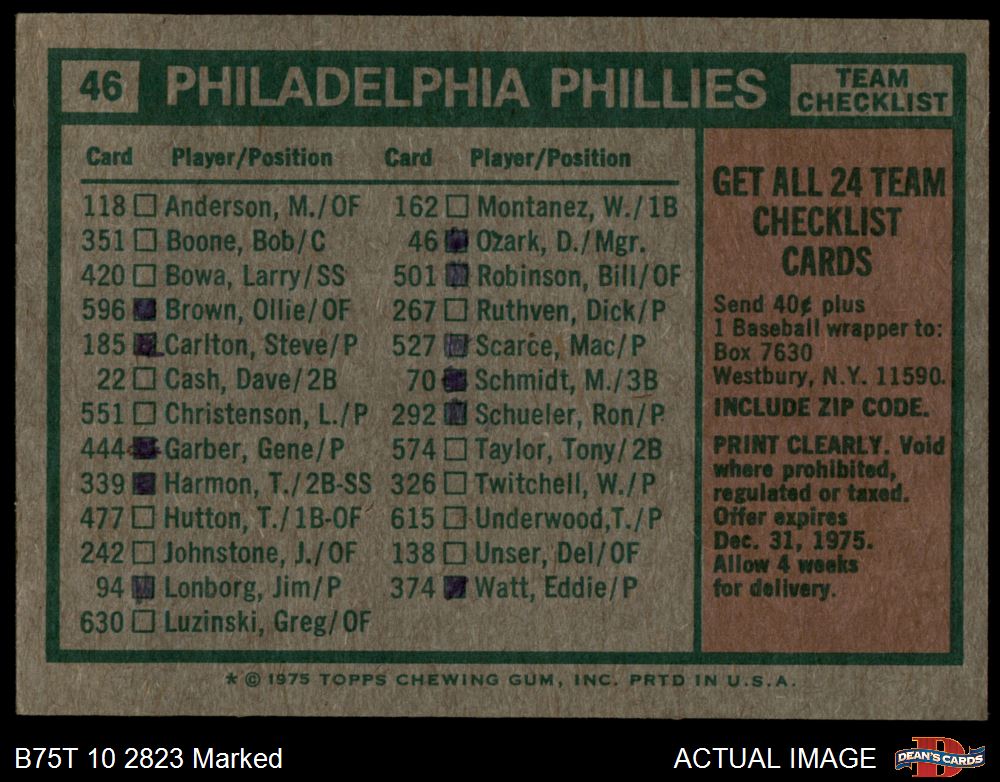 46 PHILADELPHIA PHILLIES TEAM CHECKLIST
Card Player/Position
118 Anderson, M./OF
351 Boone, Bob/C
420 Bowa, Larry/SS
596 Brown, Ollie/OF
185 Carlton, Steve/P
22 Cash, Dave/2B
551 Christenson, L./P
444 Garber, Gene/P
339 Harmon, T./2B-SS
477 Hutton, T./1B-OF
242 Johnstone, J./OF
94 Lonborg, Jim/P
630 Luzinski, Greg/OF
Card Player/Position
162 Montanez, W./1B
46 Ozark, D./Mgr.
501 Robinson, Bill/OF
267 Ruthven, Dick/P
527 Scarce, Mac/P
70 Schmidt, M./3B
292 Schueler, Ron/P
574 Taylor, Tony/2B
326 Twitchell, W./P
615 Underwood,T./P
138 Unser, Del/OF
374 Watt, Eddie/P
GET ALL 24 TEAM
CHECKLIST
CARDS
Send 40¢ plus
1 Baseball wrapper to:
Box 7630
Westbury, N.Y. 11590.
INCLUDE ZIP CODE.
PRINT CLEARLY. Void
where prohibited,
regulated or taxed.
Offer expires
Dec. 31, 1975.
Allow 4 weeks
for delivery.
* © 1975 TOPPS CHEWING GUM, INC. PRTD IN U.S.A.
B75T 10 2823 Marked
ACTUAL IMAGE
DEAN'S CARDS